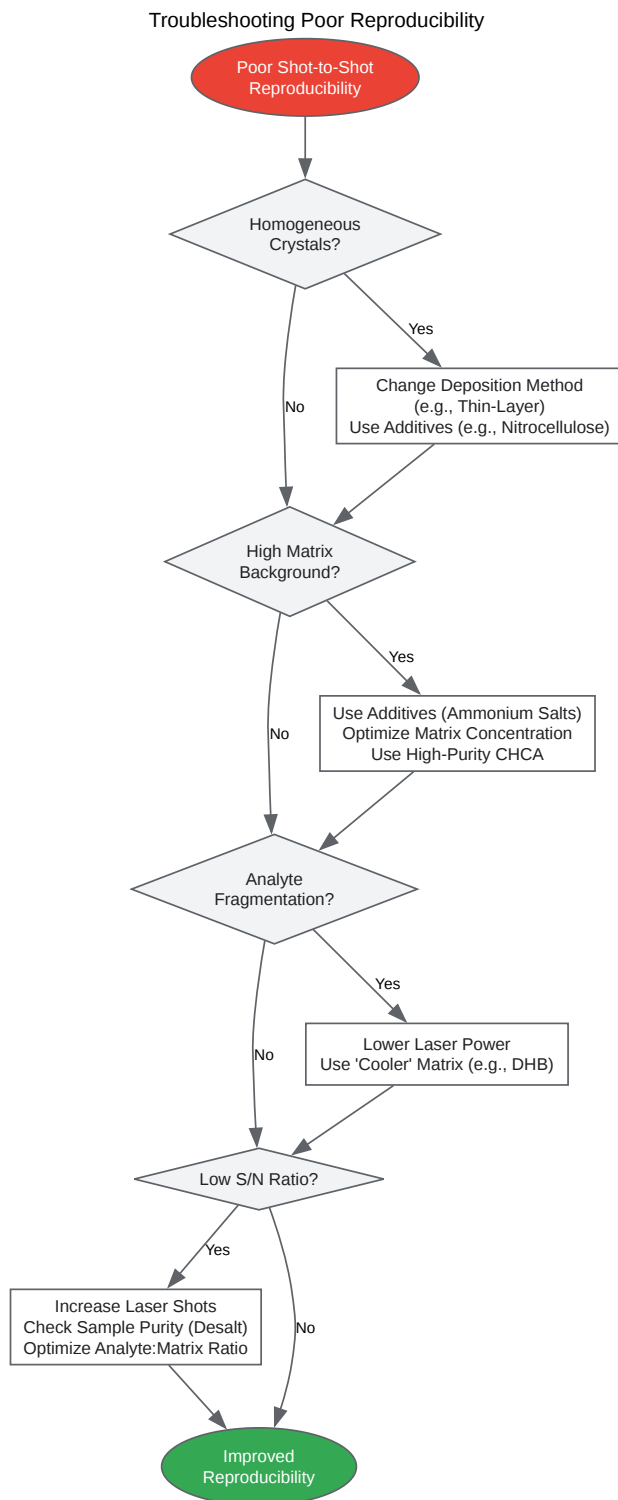 Troubleshooting Poor Reproducibility
Poor Shot-to-Shot
Reproducibility
Homogeneous
Crystals?
Yes
No
Change Deposition Method
(e.g., Thin-Layer)
Use Additives (e.g., Nitrocellulose)
High Matrix
Background?
Yes
No
Use Additives (Ammonium Salts)
Optimize Matrix Concentration
Use High-Purity CHCA
Analyte
Fragmentation?
Yes
No
Lower Laser Power
Use 'Cooler' Matrix (e.g., DHB)
Low S/N Ratio?
Yes
No
Increase Laser Shots
Check Sample Purity (Desalt)
Optimize Analyte:Matrix Ratio
Improved
Reproducibility